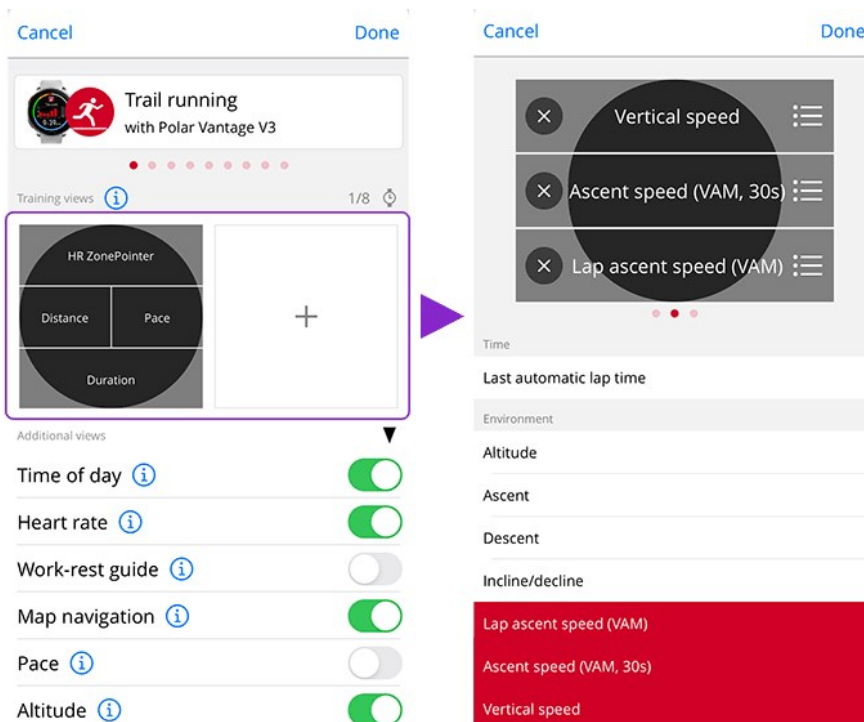 Cancel
Done
Trail running
with Polar Vantage V3
Training views
1/8
HR ZonePointer
Distance
Pace
Duration
+
Additional views
Time of day
Heart rate
Work-rest guide
Map navigation
Pace
Altitude
Cancel
Done
Vertical speed
Ascent speed (VAM, 30s)
Lap ascent speed (VAM)
Time
Last automatic lap time
Environment
Altitude
Ascent
Descent
Incline/decline
Lap ascent speed (VAM)
Ascent speed (VAM, 30s)
Vertical speed